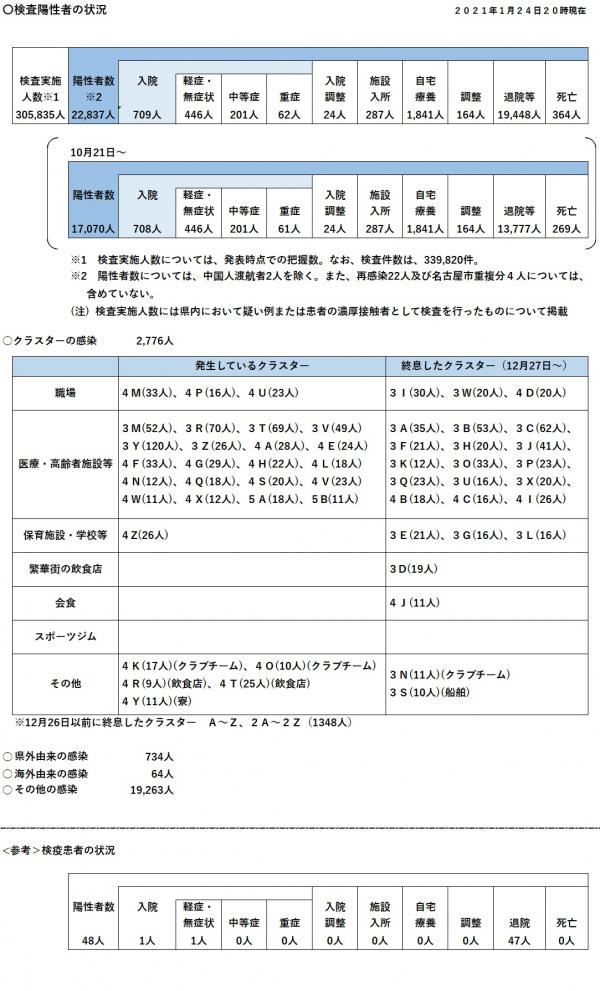 〇検査陽性者の状況
２０２１年１月２４日２０時現在
検査実施人数※1 陽性者数※2 入院 軽症・無症状 中等症 重症 入院調整 施設入所 自宅療養 調整 退院等 死亡
305,835人 22,837人 709人 446人 201人 62人 24人 287人 1,841人 164人 19,448人 364人
10月21日～
陽性者数 入院 軽症・無症状 中等症 重症 入院調整 施設入所 自宅療養 調整 退院等 死亡
17,070人 708人 446人 201人 61人 24人 287人 1,841人 164人 13,777人 269人
※1　検査実施人数については、発表時点での把握数。なお、検査件数は、339,820件。
※2　陽性者数については、中国人渡航者2人を除く。また、再感染22人及び名古屋市重複分４人については、
含めていない。
(注）検査実施人数には県内において疑い例または患者の濃厚接触者として検査を行ったものについて掲載
○クラスターの感染　2,776人
発生しているクラスター 終息したクラスター（12月27日～）
職場 ４Ｍ(33人)、４Ｐ(16人)、４Ｕ(23人) ３Ｉ(30人)、３Ｗ(20人)、４Ｄ(20人)
医療・高齢者施設等
３Ｍ(52人)、３Ｒ(70人)、３Ｔ(69人)、３Ｖ(49人)
３Ｙ(120人)、３Ｚ(26人)、４Ａ(28人)、４Ｅ(24人)
４Ｆ(33人)、４Ｇ(29人)、４Ｈ(22人)、４Ｌ(18人)
４Ｎ(12人)、４Ｑ(18人)、４Ｓ(20人)、４Ｖ(23人)
４Ｗ(11人)、４Ｘ(12人)、５Ａ(18人)、５Ｂ(11人)
３Ａ(35人)、３Ｂ(53人)、３Ｃ(62人)、
３Ｆ(21人)、３Ｈ(20人)、３Ｊ(41人)、
３Ｋ(12人)、３Ｏ(33人)、３Ｐ(23人)、
３Ｑ(23人)、３Ｕ(16人)、３Ｘ(20人)、
４Ｂ(18人)、４Ｃ(16人)、４Ｉ(26人)
保育施設・学校等 ４Ｚ(26人) ３Ｅ(21人)、３Ｇ(16人)、３Ｌ(16人)
繁華街の飲食店 ３Ｄ(19人)
会食 ４Ｊ(11人)
スポーツジム
その他
４Ｋ(17人)(クラブチーム)、４Ｏ(10人)(クラブチーム)
４Ｒ(9人)(飲食店)、４Ｔ(25人)(飲食店)
４Ｙ(11人)(寮)
３Ｎ(11人)(クラブチーム)
３Ｓ(10人)(船舶)
※12月26日以前に終息したクラスター　Ａ～Ｚ、２Ａ～２Ｚ（1348人）
○県外由来の感染　734人
○海外由来の感染　64人
○その他の感染　19,263人
＜参考＞検疫患者の状況
陽性者数 入院 軽症・無症状 中等症 重症 入院調整 施設入所 自宅療養 調整 退院 死亡
48人 1人 1人 0人 0人 0人 0人 0人 0人 47人 0人